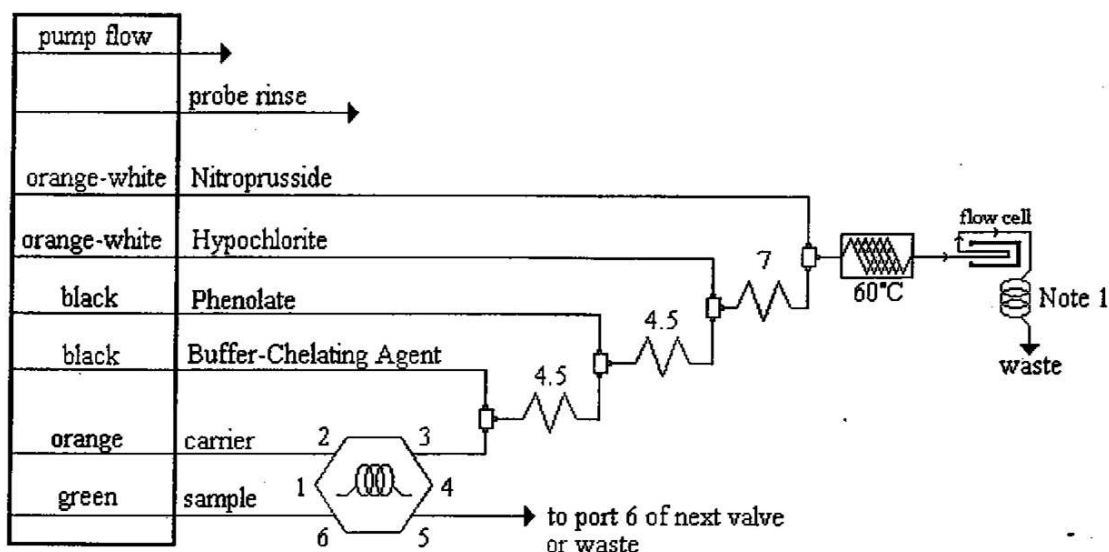 pump flow
probe rinse
orange-white Nitroprusside
flow cell
orange-white Hypochlorite
7
60°C
Note 1
black Phenolate
4.5
waste
black Buffer-Chelating Agent
4.5
orange carrier 2 3
1 4
green sample
6 5
to port 6 of next valve
or waste